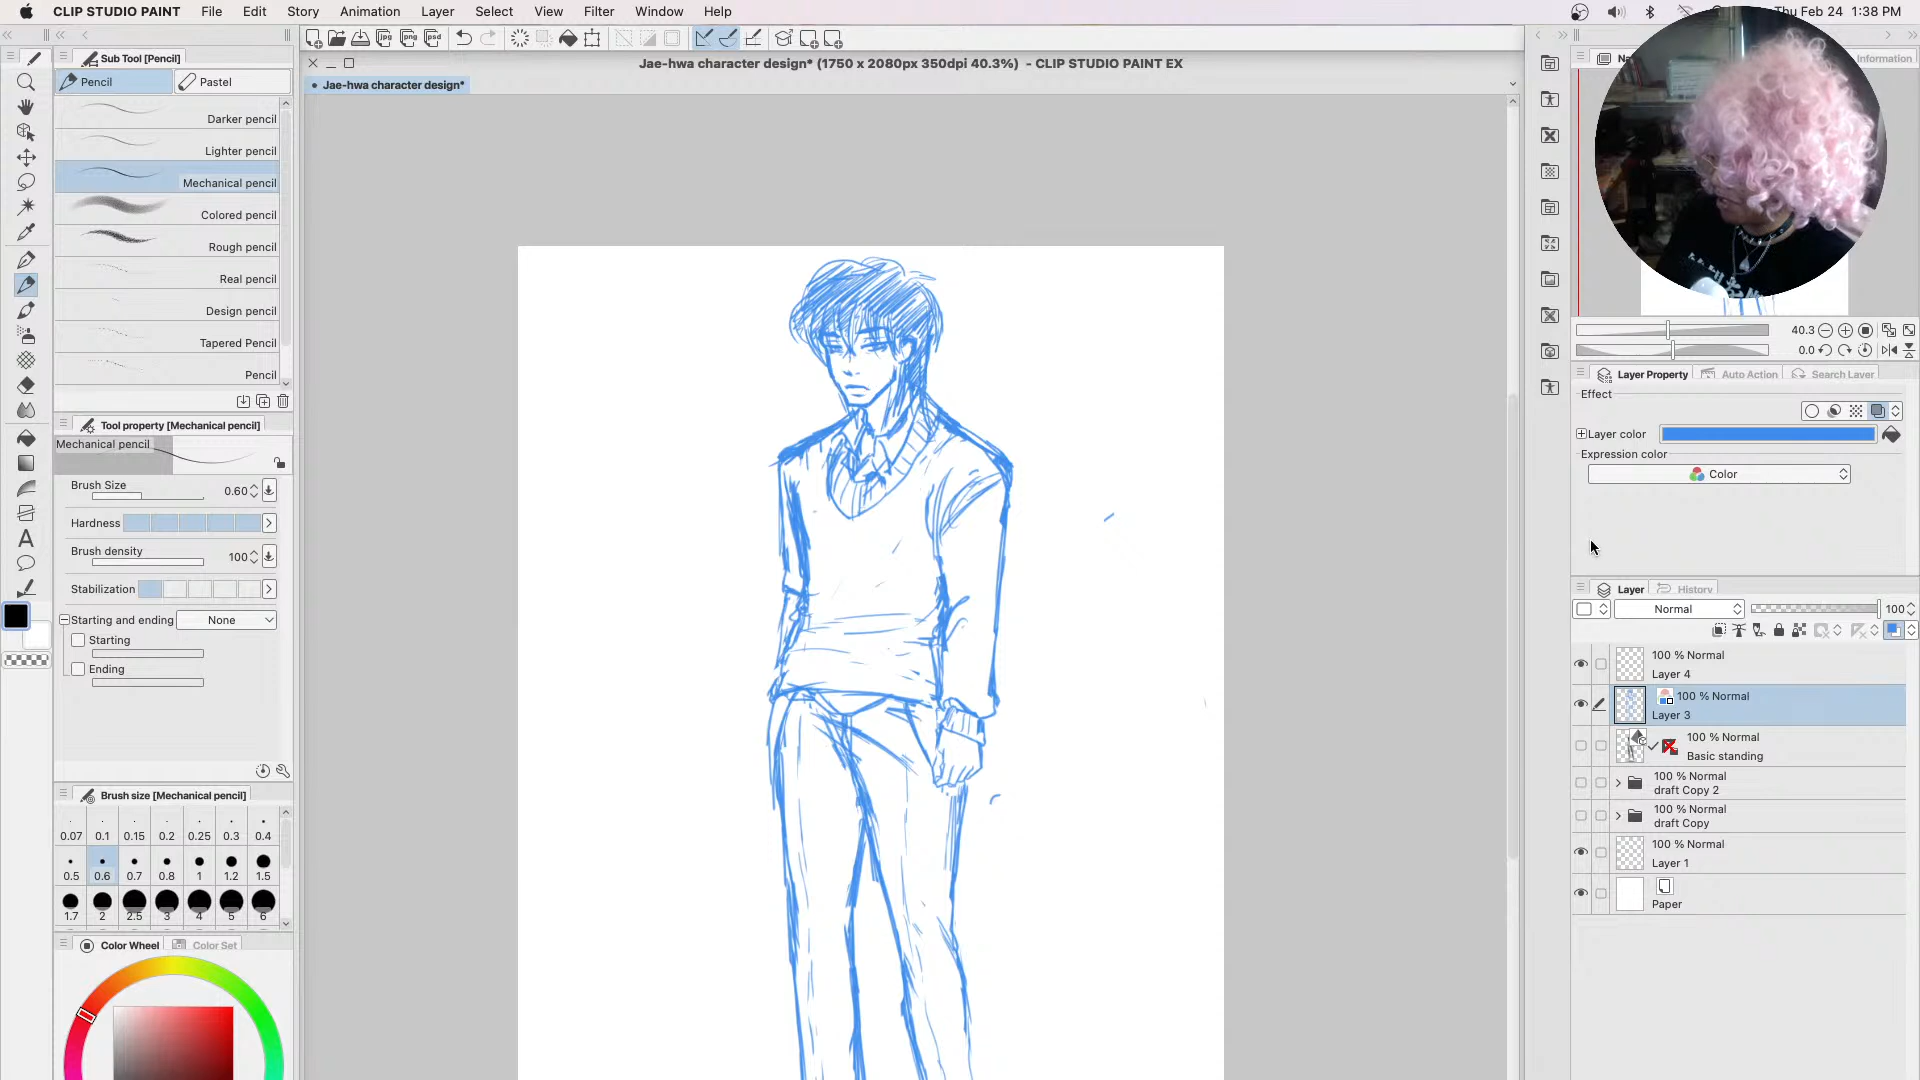 CLIP STUDIO PAINT File Edit Story Animation Layer Select View Filter Window Help Thu Feb 24 1:38 PM
Jae-hwa character design* (1750 x 2080px 350dpi 40.3%) - CLIP STUDIO PAINT EX
Jae-hwa character design*
Sub Tool [Pencil]
Pencil Pastel
Darker pencil
Lighter pencil
Mechanical pencil
Colored pencil
Rough pencil
Real pencil
Design pencil
Tapered Pencil
Pencil
Tool property [Mechanical pencil]
Mechanical pencil
Brush Size 0.60
Hardness
Brush density 100
Stabilization
Starting and ending None
Starting
Ending
Brush size [Mechanical pencil]
0.07 0.1 0.15 0.2 0.25 0.3 0.4
0.5 0.6 0.7 0.8 1 1.2 1.5
1.7 2 2.5 3 4 5 6
Color Wheel Color Set
Information
40.3
0.0
Layer Property Auto Action Search Layer
Effect
Layer color
Expression color
Color
Layer History
Normal 100
100 % Normal
Layer 4
100 % Normal
Layer 3
100 % Normal
Basic standing
100 % Normal
draft Copy 2
100 % Normal
draft Copy
100 % Normal
Layer 1
Paper